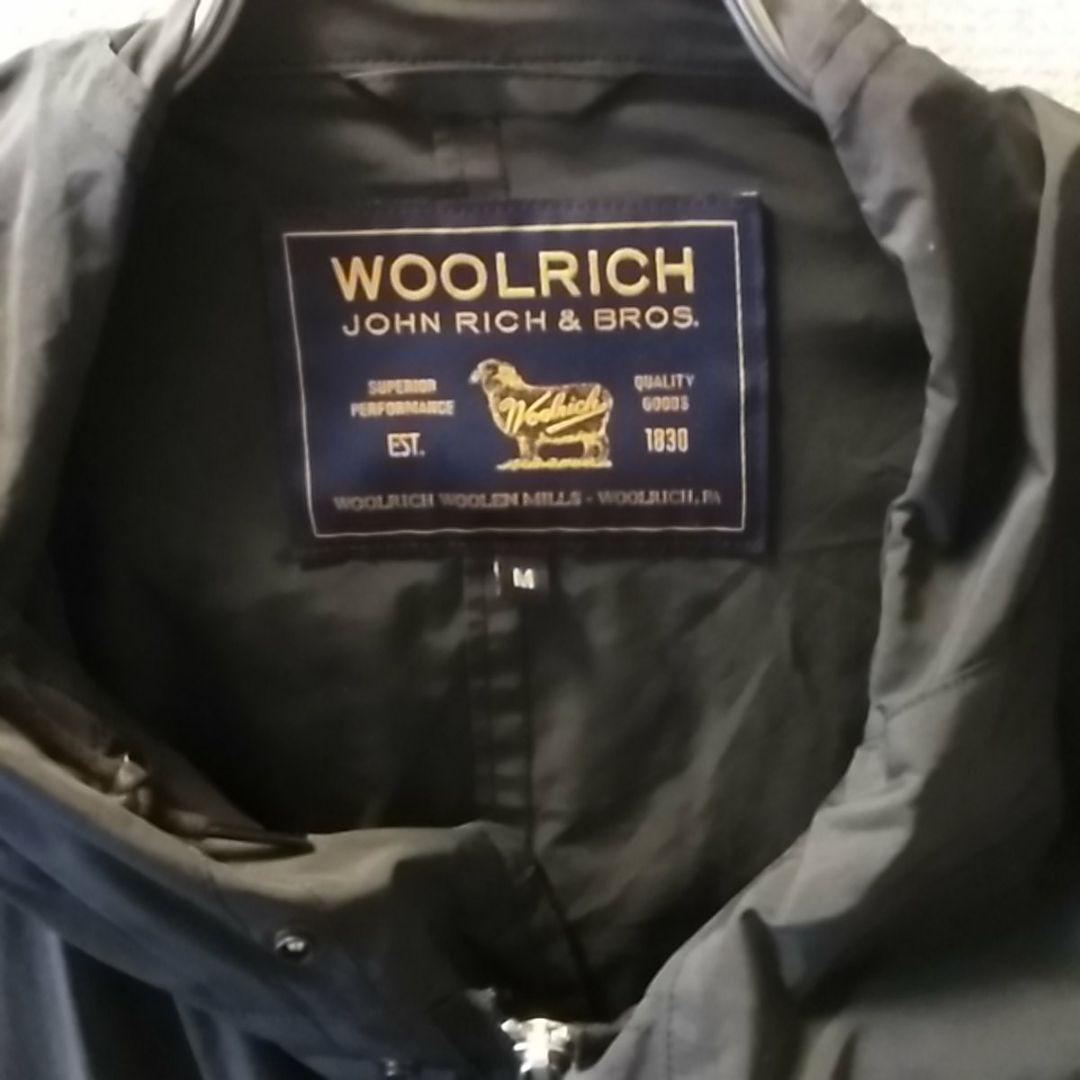 WOOLRICH
JOHN RICH & BROS.
SUPERIOR
PERFORMANCE
EST.
Woolrich
QUALITY
GOODS
1830
WOOLRICH WOOLEN MILLS - WOOLRICH, PA
M